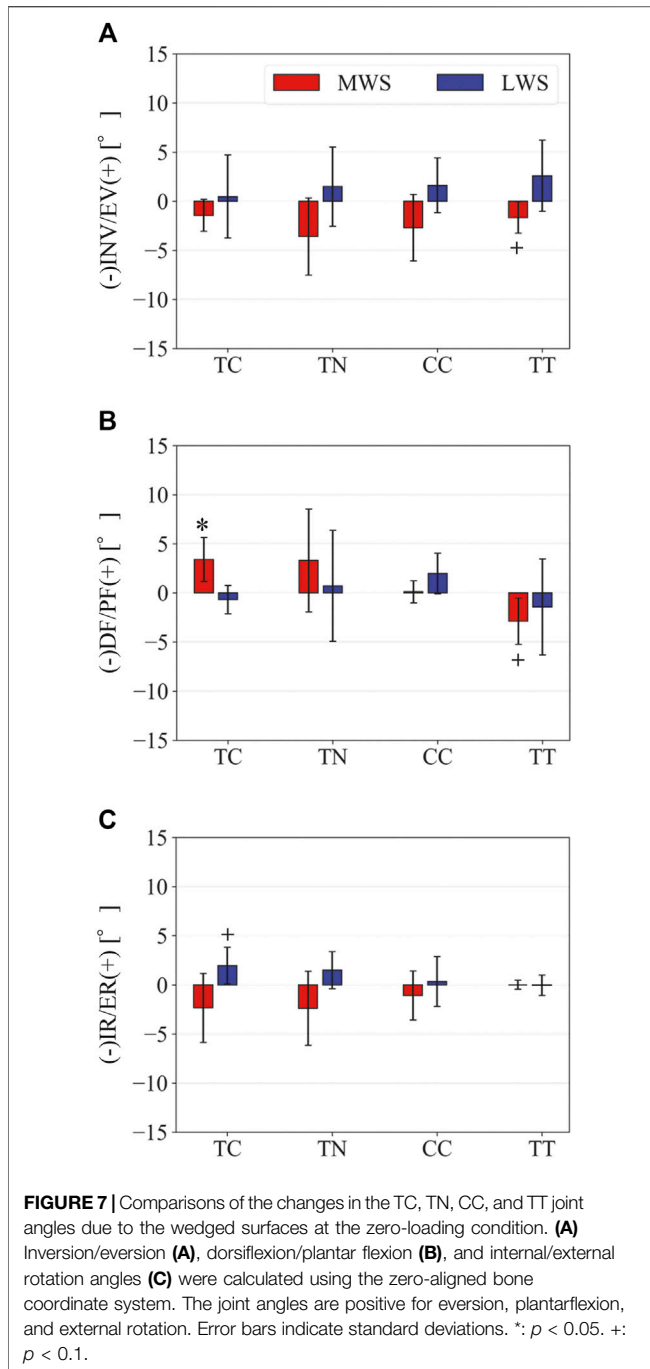 A
MWS LWS
(-)INV/EV(+) [° ]
15
10
5
0
−5
−10
−15
+
TC TN CC TT
B
(-)DF/PF(+) [° ]
15
10
5
0
−5
−10
−15
*
+
TC TN CC TT
C
(-)IR/ER(+) [° ]
15
10
5
0
−5
−10
−15
+
TC TN CC TT
FIGURE 7 | Comparisons of the changes in the TC, TN, CC, and TT joint
angles due to the wedged surfaces at the zero-loading condition. (A)
Inversion/eversion (A), dorsiflexion/plantar flexion (B), and internal/external
rotation angles (C) were calculated using the zero-aligned bone
coordinate system. The joint angles are positive for eversion, plantarflexion,
and external rotation. Error bars indicate standard deviations. *: p < 0.05. +:
p < 0.1.